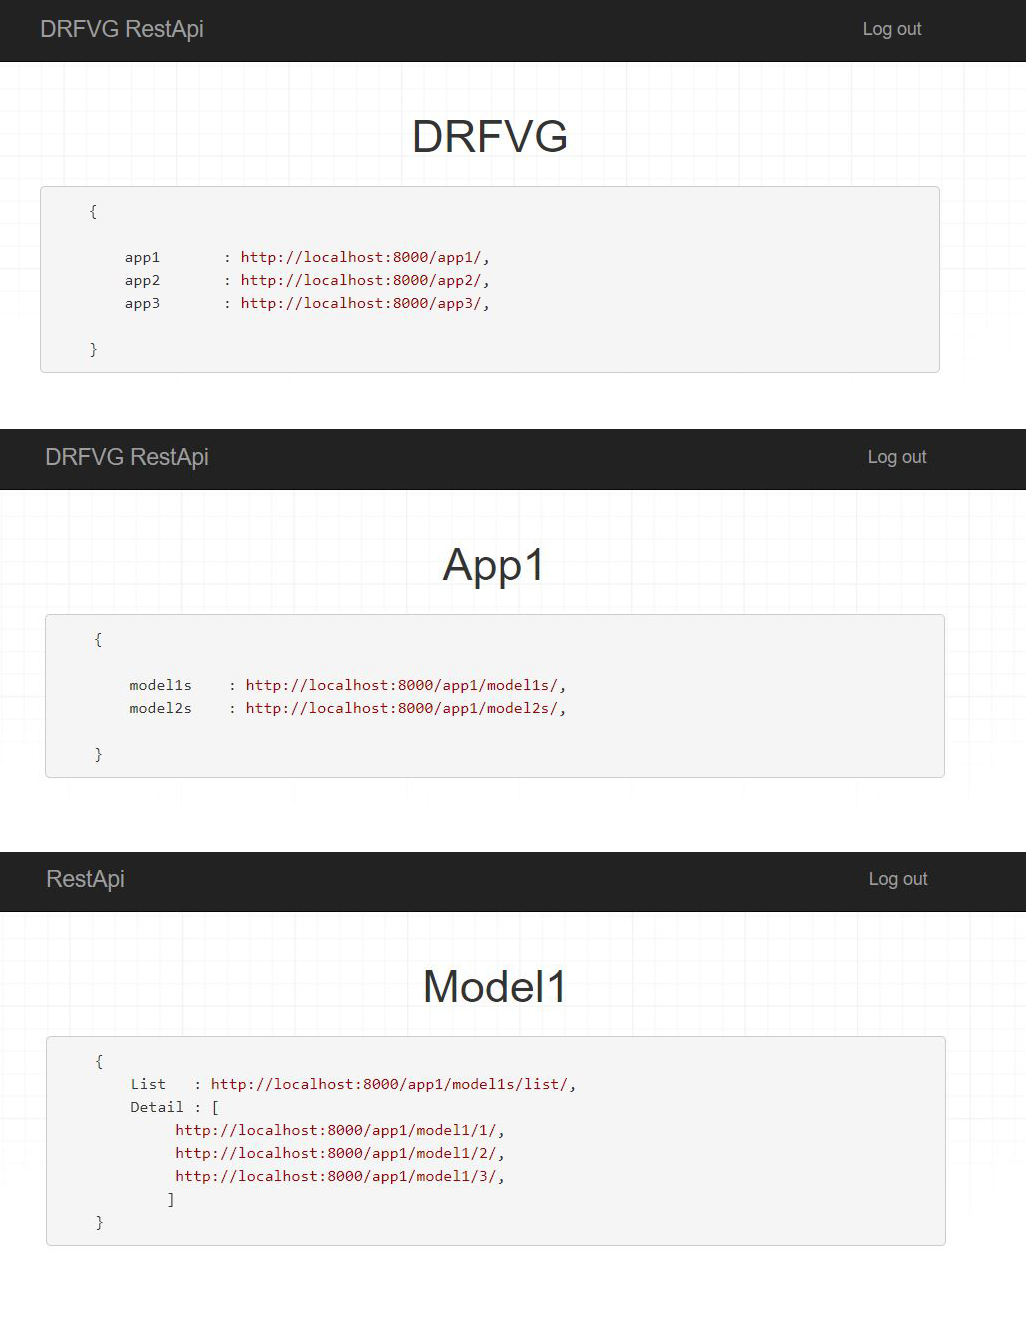 DRFVG RestApi Log out
DRFVG
{
app1 : http://localhost:8000/app1/,
app2 : http://localhost:8000/app2/,
app3 : http://localhost:8000/app3/,
}
DRFVG RestApi Log out
App1
{
model1s : http://localhost:8000/app1/model1s/,
model2s : http://localhost:8000/app1/model2s/,
}
RestApi Log out
Model1
{
List : http://localhost:8000/app1/model1s/list/,
Detail : [
http://localhost:8000/app1/model1/1/,
http://localhost:8000/app1/model1/2/,
http://localhost:8000/app1/model1/3/,
]
}